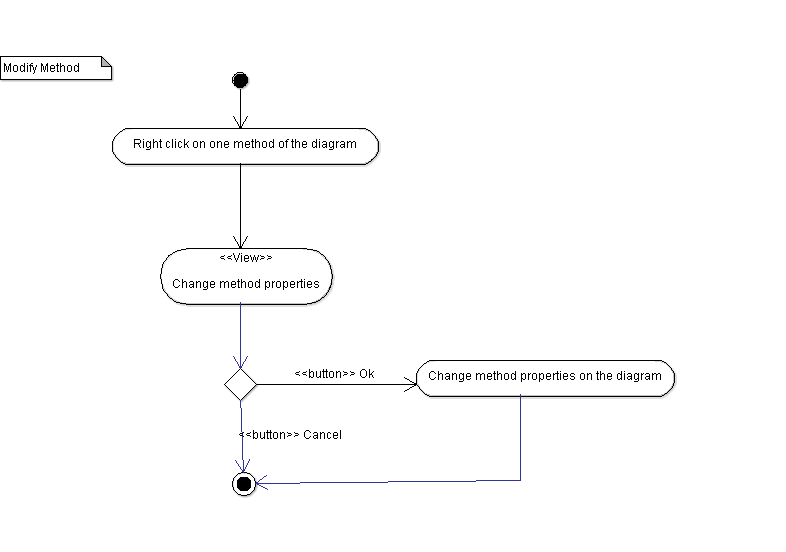 Modify Method
Right click on one method of the diagram
<<View>>
Change method properties
<<button>> Ok
Change method properties on the diagram
<<button>> Cancel